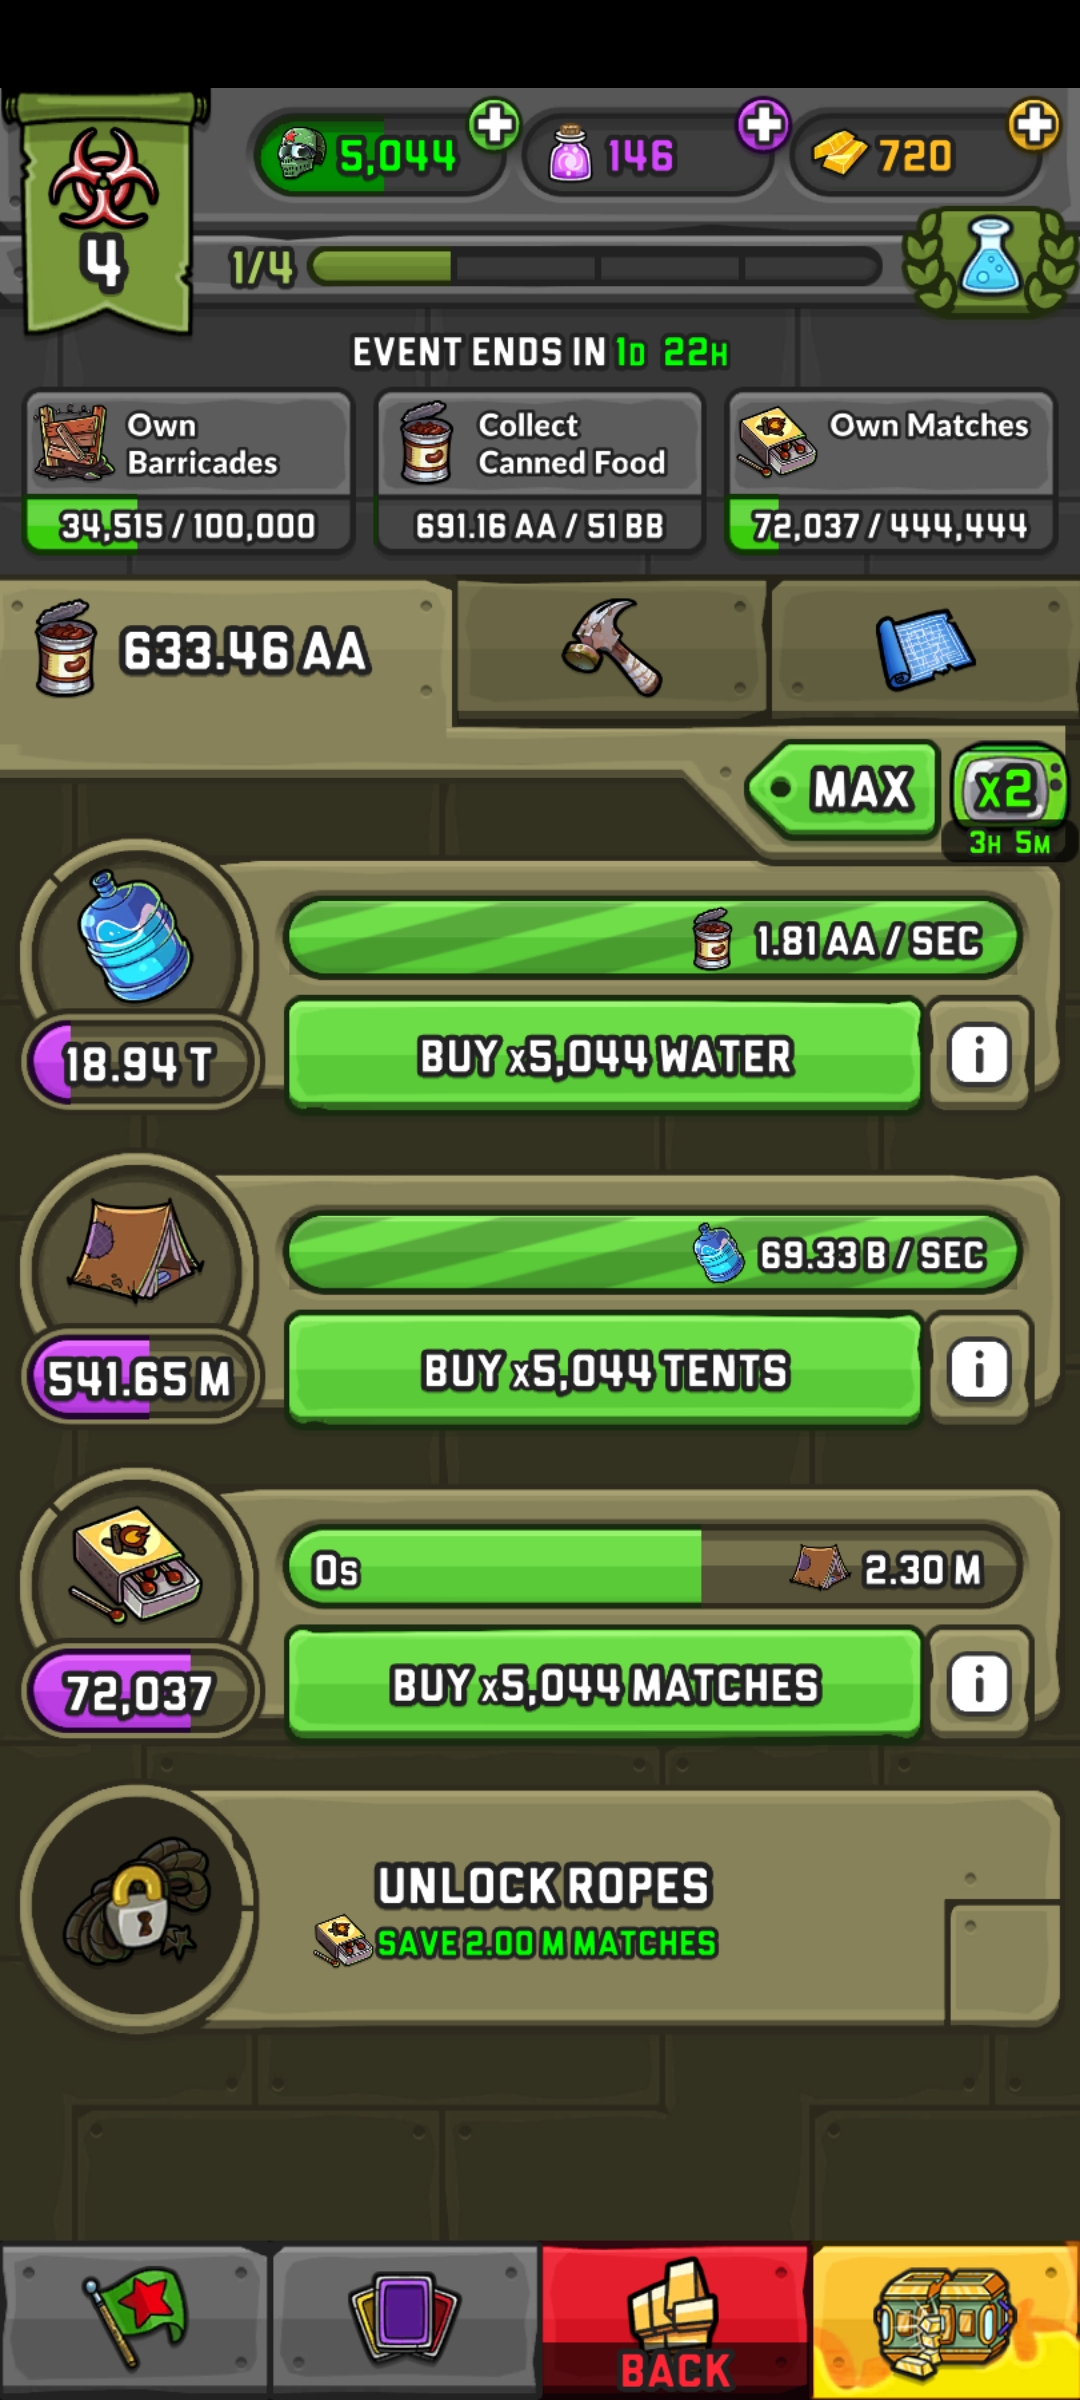 4
5,044
146
720
1/4
EVENT ENDS IN 1D 22H
Own Barricades
34,515 / 100,000
Collect Canned Food
691.16 AA / 51 BB
Own Matches
72,037 / 444,444
633.46 AA
MAX
x2
3H 5M
1.81 AA / SEC
18.94 T
BUY x5,044 WATER
i
69.33 B / SEC
541.65 M
BUY x5,044 TENTS
i
0s
2.30 M
72,037
BUY x5,044 MATCHES
i
UNLOCK ROPES
SAVE 2.00 M MATCHES
BACK